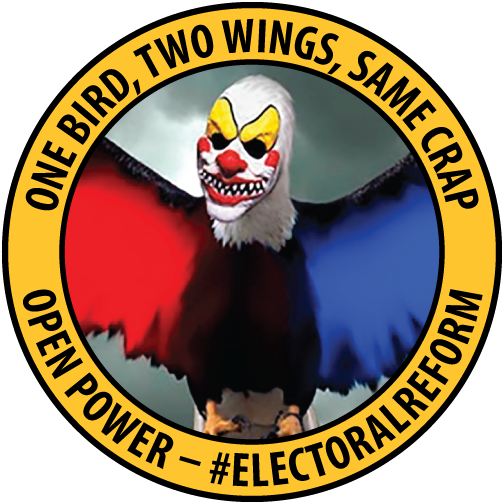 ONE BIRD, TWO WINGS, SAME CRAP
OPEN POWER – #ELECTORALREFORM